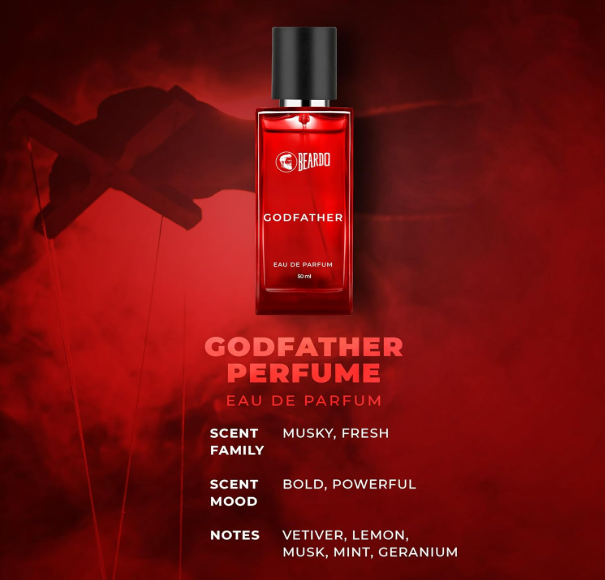 BEARDO
GODFATHER
EAU DE PARFUM
50 ml
GODFATHER
PERFUME
EAU DE PARFUM
SCENT FAMILY MUSKY, FRESH
SCENT MOOD BOLD, POWERFUL
NOTES VETIVER, LEMON,
MUSK, MINT, GERANIUM